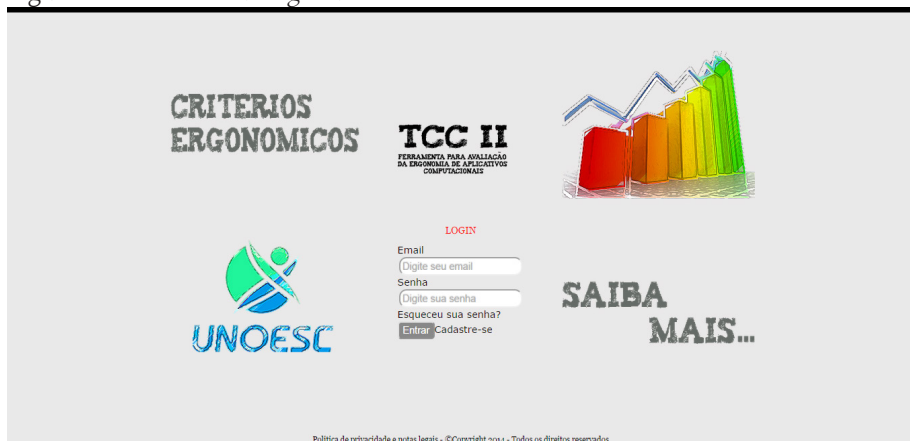 CRITERIOS
ERGONOMICOS
TCC II
FERRAMENTA PARA AVALIAÇÃO
DA ERGONOMIA DE APLICATIVOS
COMPUTACIONAIS
LOGIN
Email
Digite seu email
Senha
Digite sua senha
Esqueceu sua senha?
Entrar Cadastre-se
UNOESC
SAIBA
MAIS...
Política de privacidade e notas legais - ©Copyright 2014 - Todos os direitos reservados